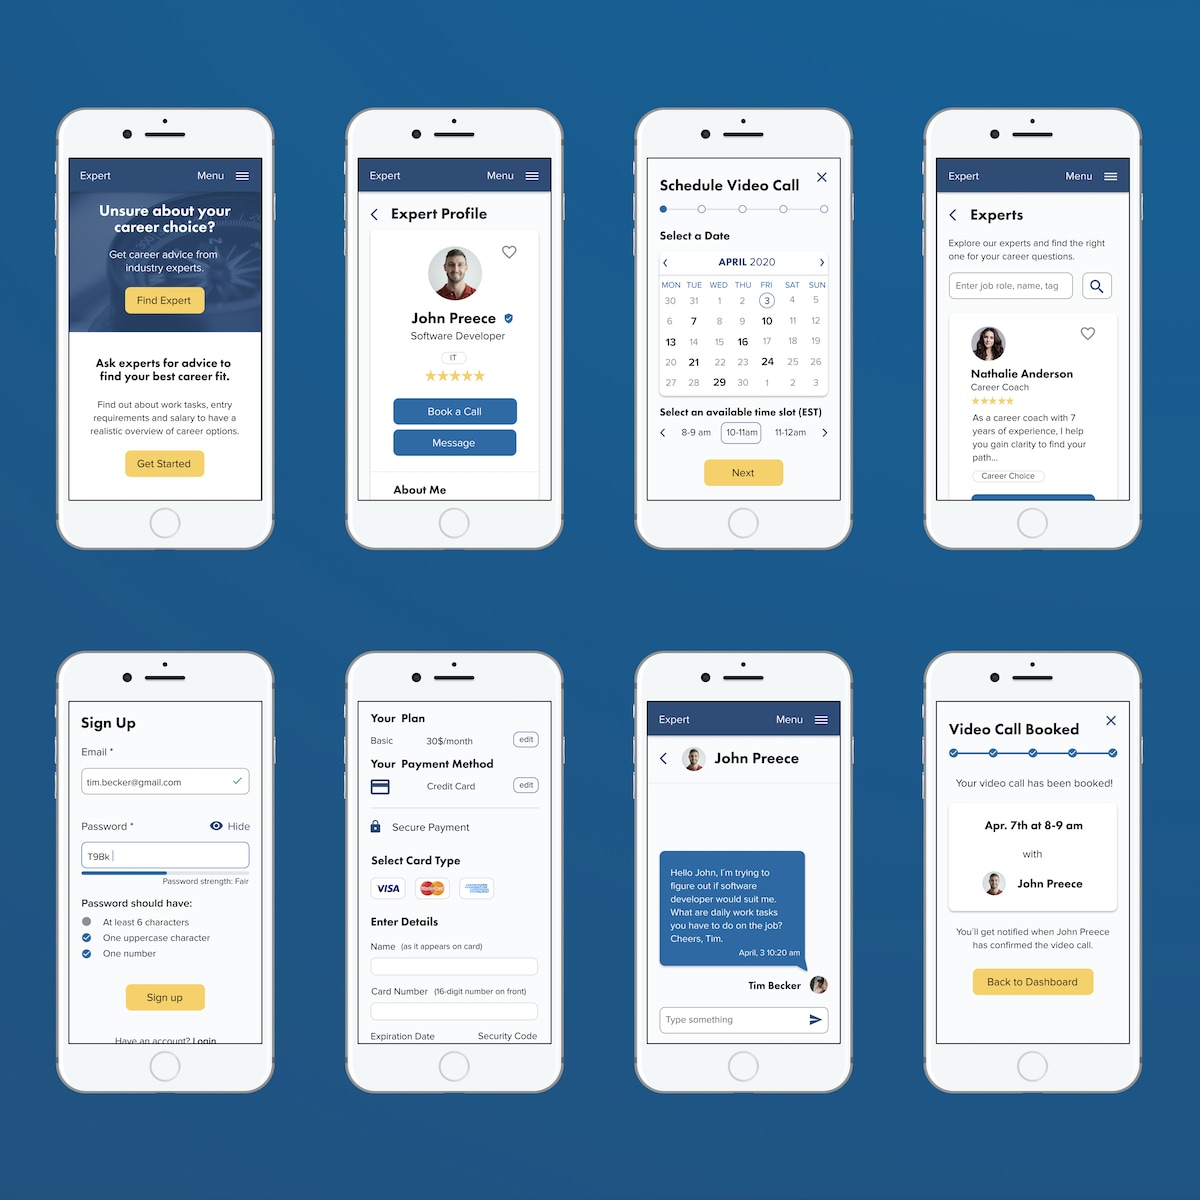 Expert Menu
Unsure about your
career choice?
Get career advice from
industry experts.
Find Expert
Ask experts for advice to
find your best career fit.
Find out about work tasks, entry
requirements and salary to have a
realistic overview of career options.
Get Started
Expert Menu
Expert Profile
John Preece
Software Developer
IT
Book a Call
Message
About Me
Schedule Video Call
Select a Date
APRIL 2020
MON TUE WED THU FRI SAT SUN
30 31 1 2 3 4 5
6 7 8 9 10 11 12
13 14 15 16 17 18 19
20 21 22 23 24 25 26
27 28 29 30 1 2 3
Select an available time slot (EST)
8-9 am 10-11am 11-12am
Next
Expert Menu
Experts
Explore our experts and find the right
one for your career questions.
Enter job role, name, tag
Nathalie Anderson
Career Coach
As a career coach with 7
years of experience, I help
you gain clarity to find your
path...
Career Choice
Sign Up
Email *
tim.becker@gmail.com
Password * Hide
T9Bk
Password strength: Fair
Password should have:
At least 6 characters
One uppercase character
One number
Sign up
Have an account? Login
Your Plan
Basic 30$/month edit
Your Payment Method
Credit Card edit
Secure Payment
Select Card Type
VISA MasterCard AMERICAN EXPRESS
Enter Details
Name (as it appears on card)
Card Number (16-digit number on front)
Expiration Date Security Code
Expert Menu
John Preece
Hello John, I´m trying to
figure out if software
developer would suit me.
What are daily work tasks
you have to do on the job?
Cheers, Tim.
April, 3 10:20 am
Tim Becker
Type something
Video Call Booked
Your video call has been booked!
Apr. 7th at 8-9 am
with
John Preece
You´ll get notified when John Preece
has confirmed the video call.
Back to Dashboard